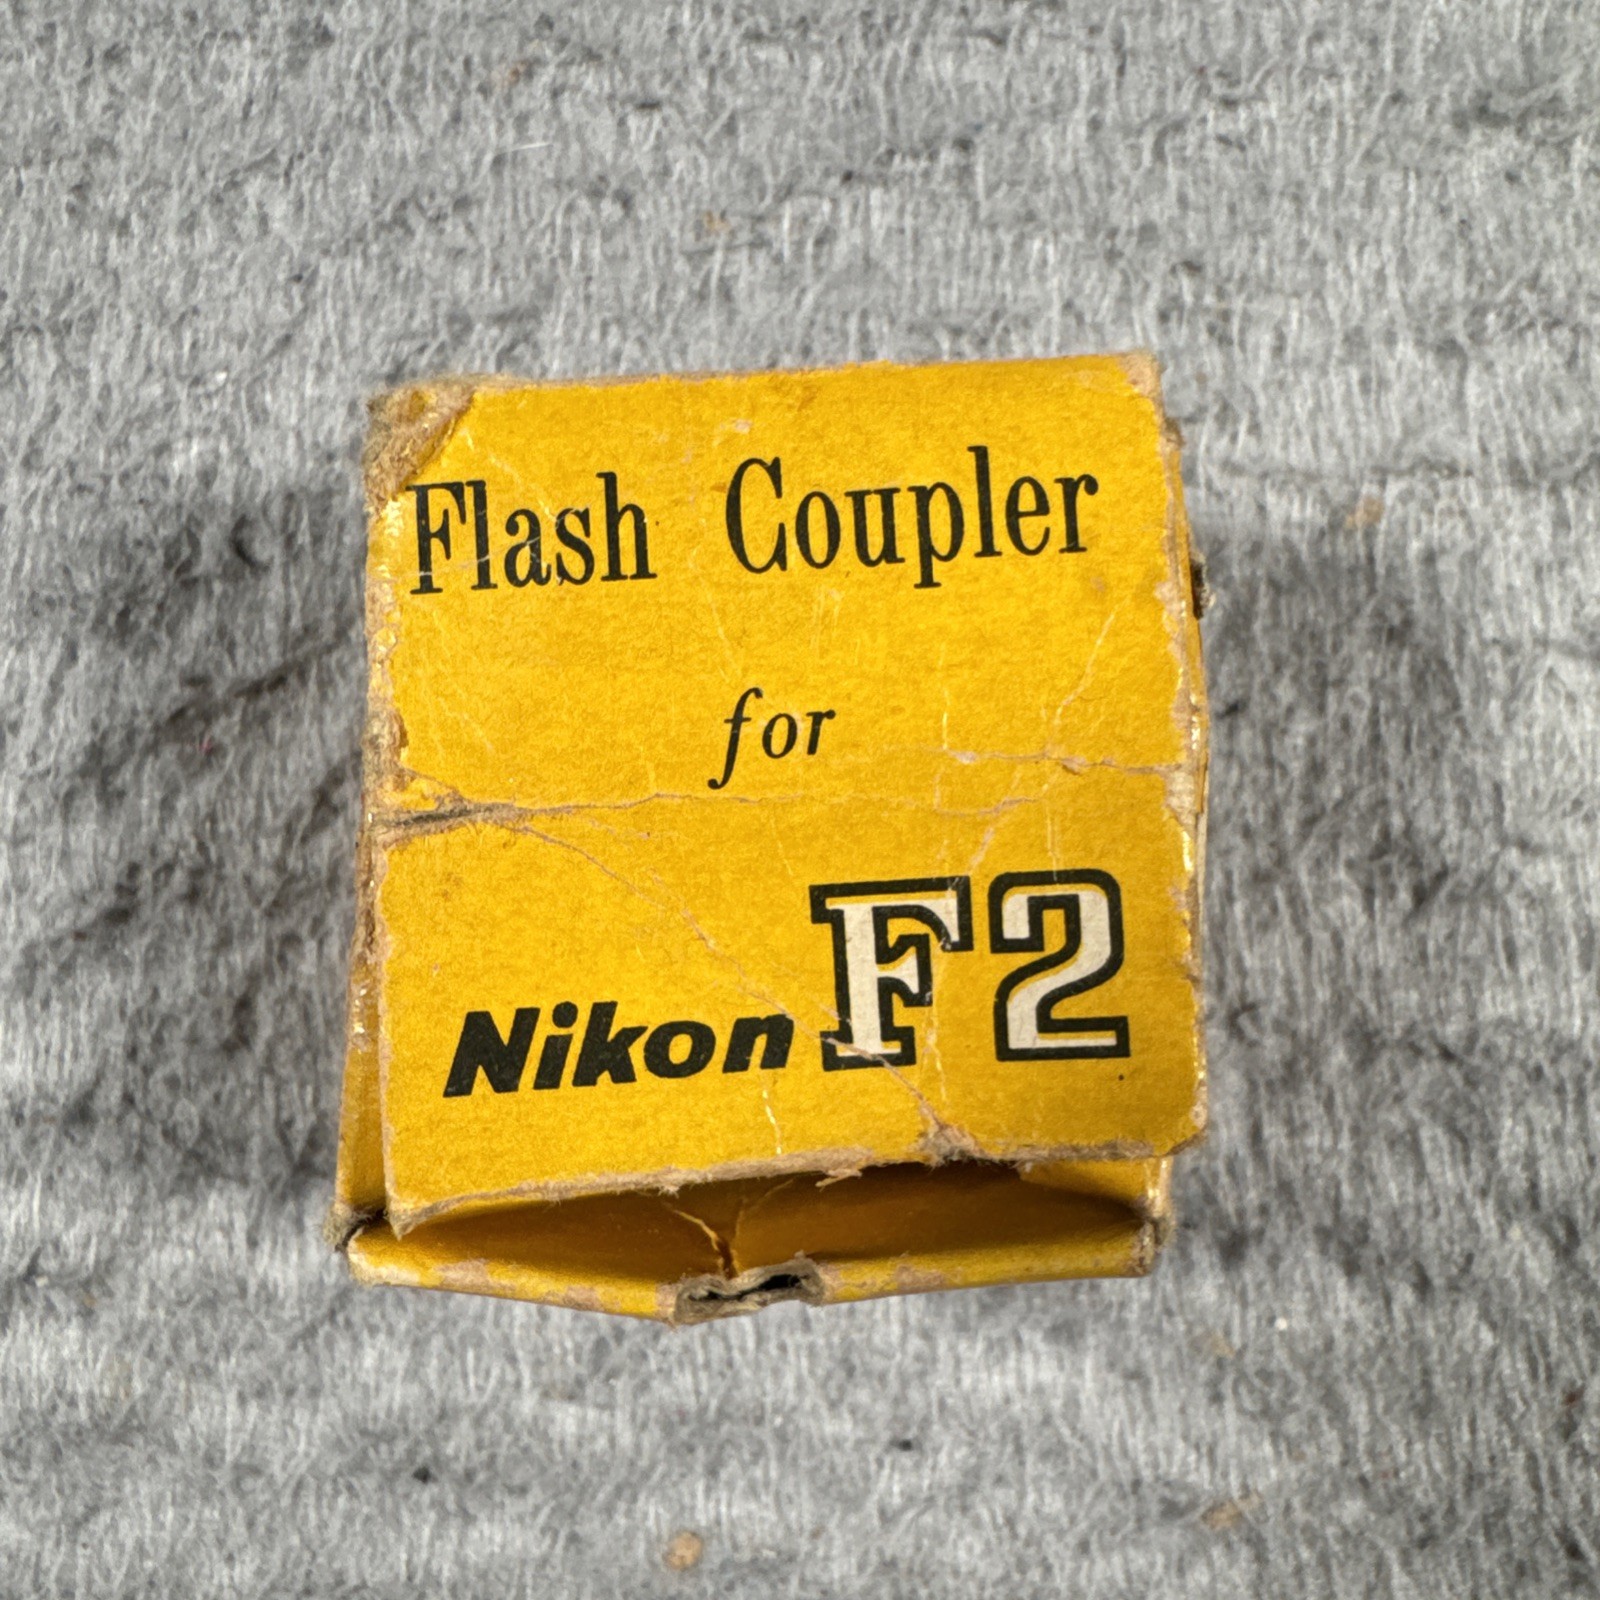 Flash Coupler
for
Nikon F2